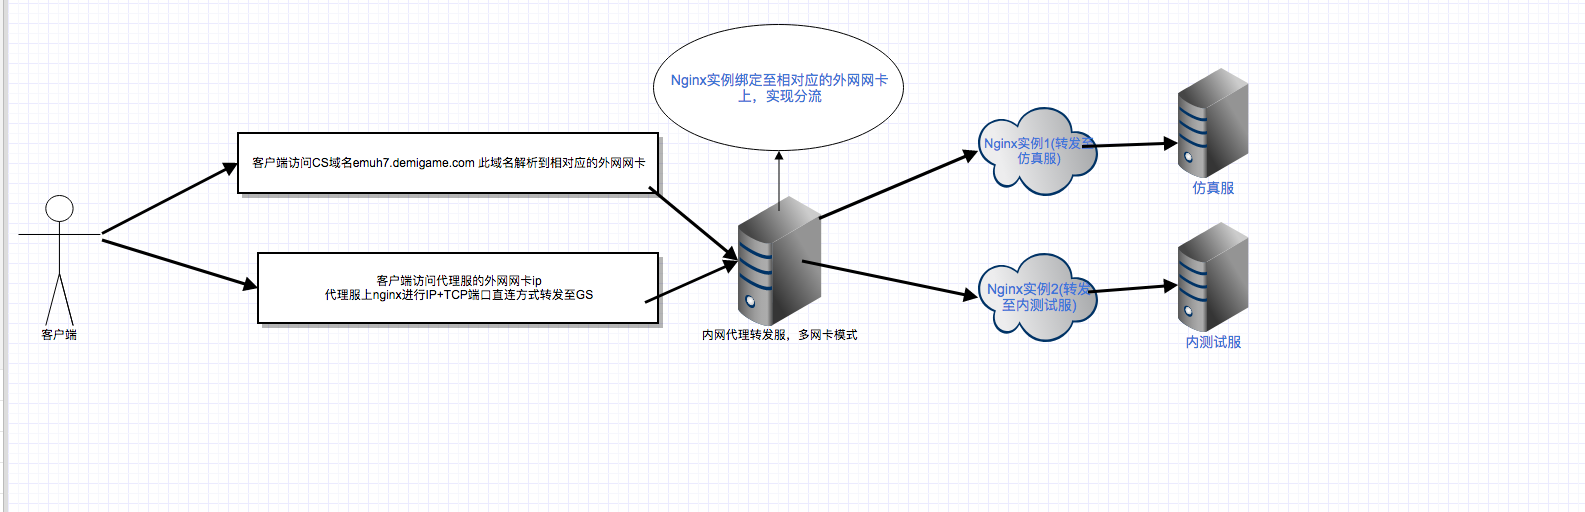 Nginx实例绑定至相对应的外网网卡
上，实现分流
客户端访问CS域名emuh7.demigame.com 此域名解析到相对应的外网网卡
Nginx实例1(转发至
仿真服)
仿真服
客户端访问代理服的外网网卡ip
代理服上nginx进行IP+TCP端口直连方式转发至GS
Nginx实例2(转发
至内测试服)
客户端
内网代理转发服，多网卡模式
内测试服